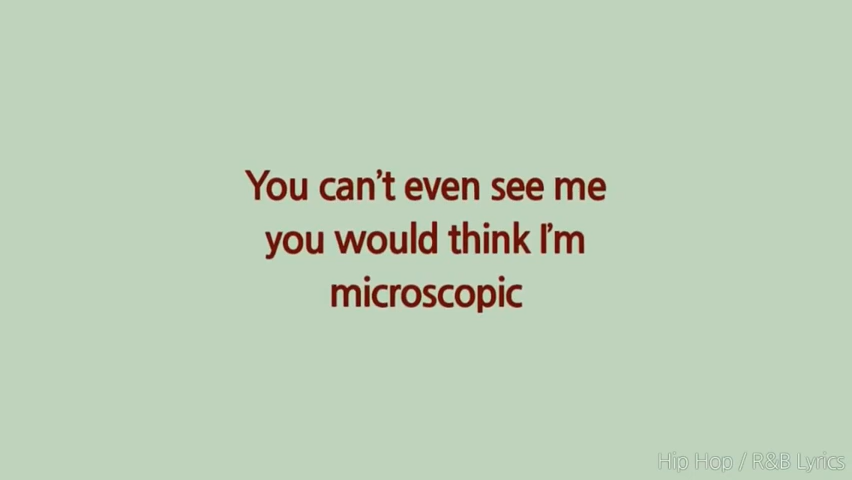 You can’t even see me
you would think I’m
microscopic
Hip Hop / R&B Lyrics